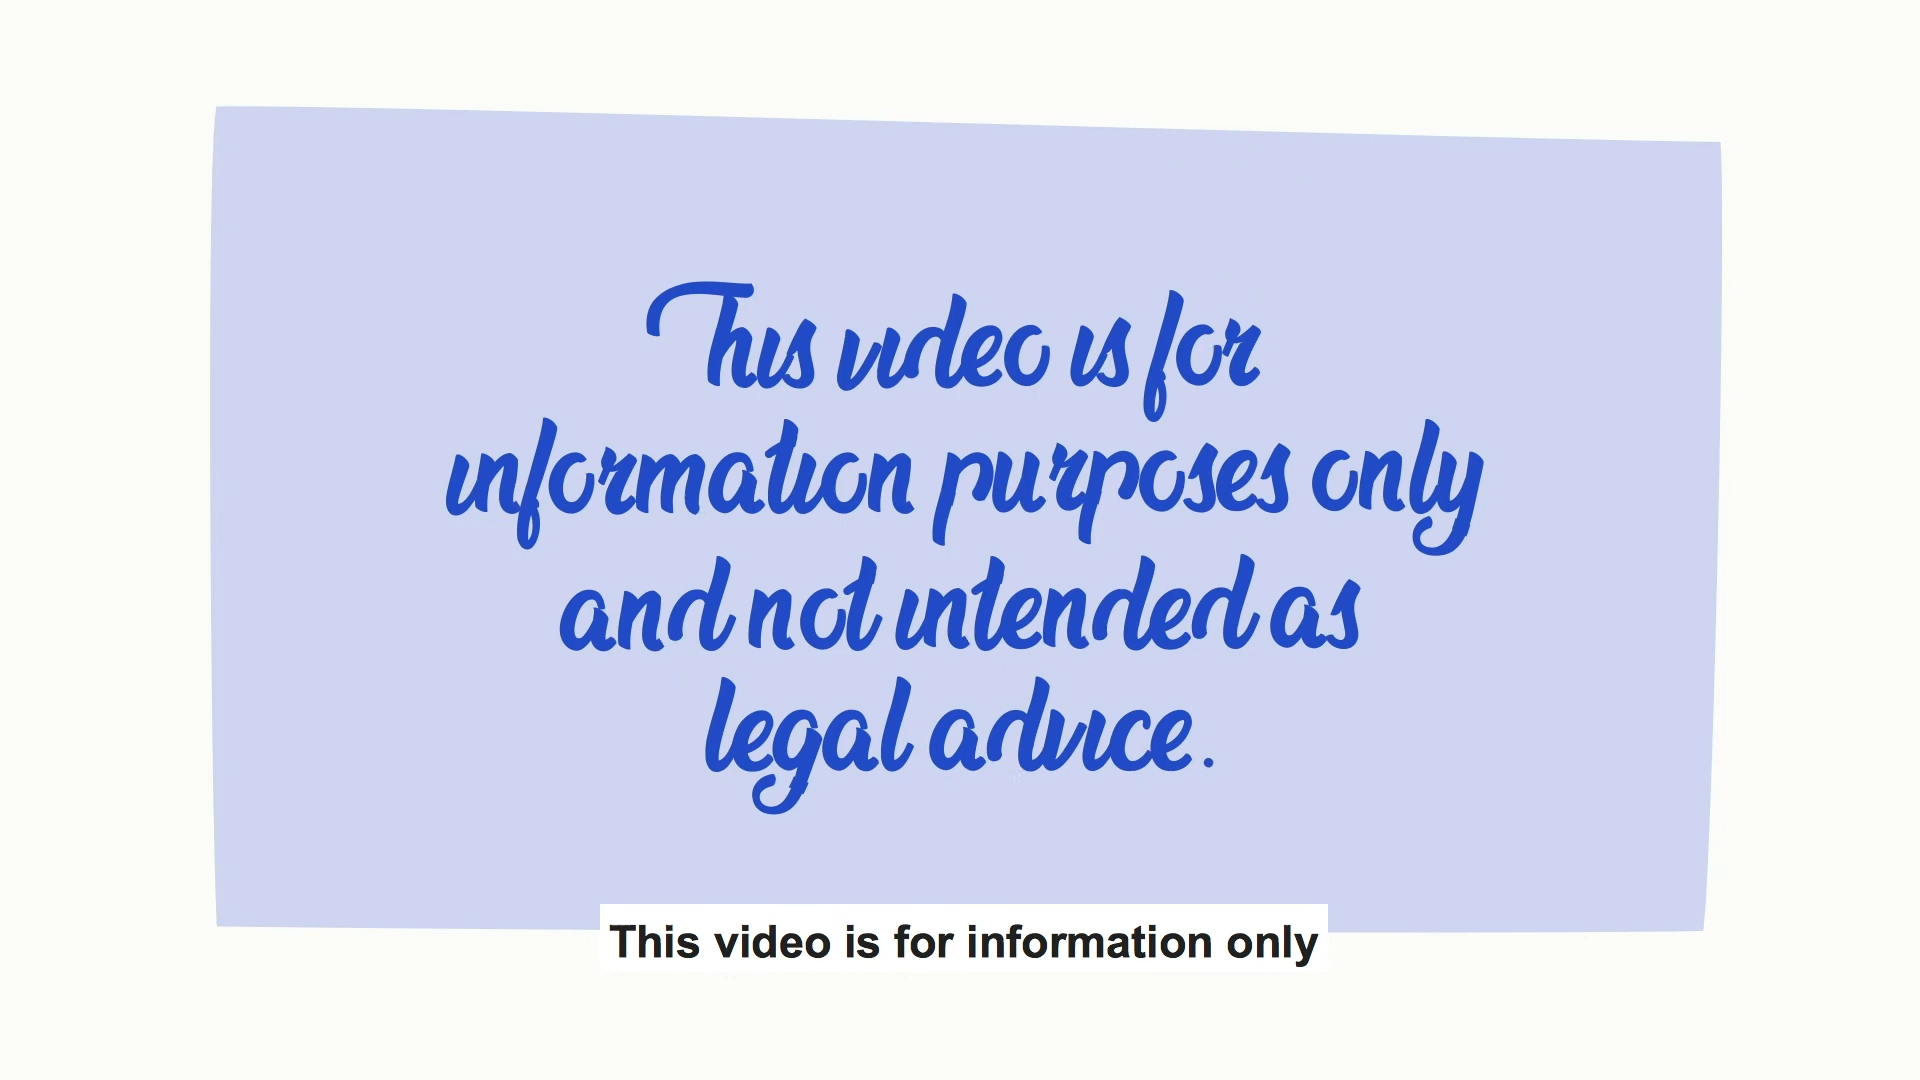 This video is for
information purposes only
and not intended as
legal advice.
This video is for information only